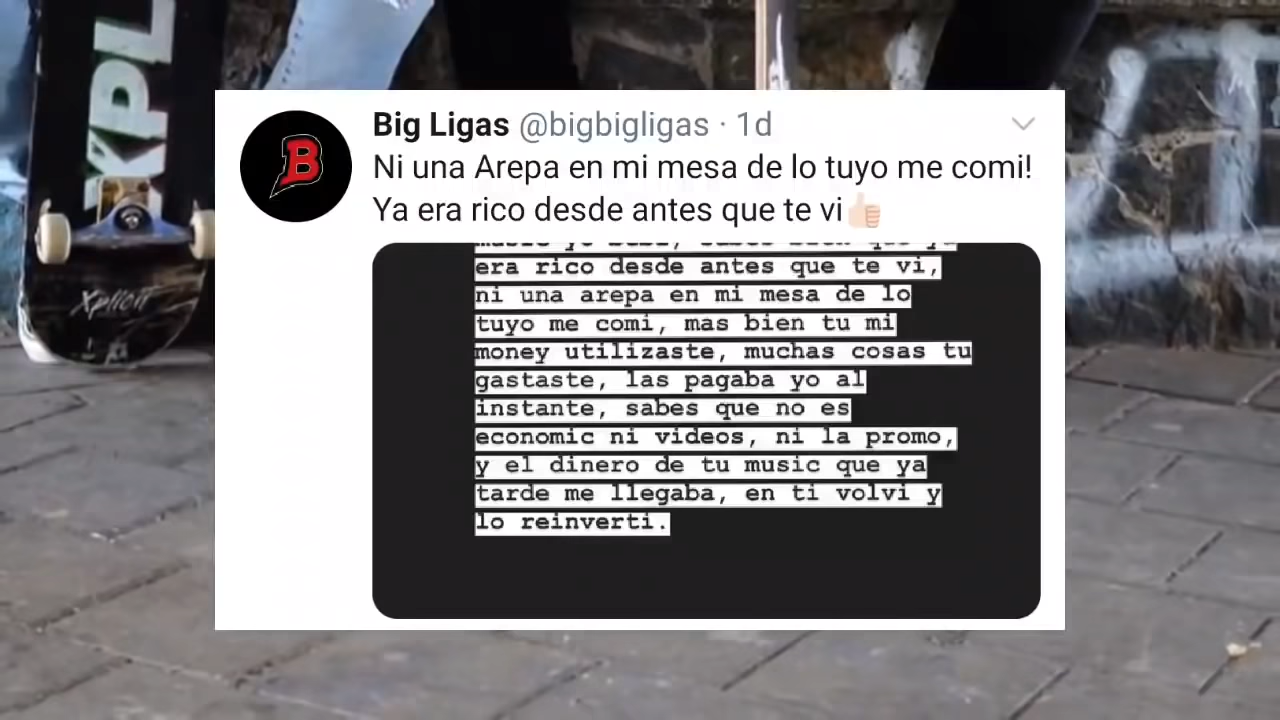 XPL
Xplicit
B
Big Ligas @bigbigligas · 1d
Ni una Arepa en mi mesa de lo tuyo me comi!
Ya era rico desde antes que te vi👍🏻
era rico desde antes que te vi,
ni una arepa en mi mesa de lo
tuyo me comi, mas bien tu mi
money utilizaste, muchas cosas tu
gastaste, las pagaba yo al
instante, sabes que no es
economic ni videos, ni la promo,
y el dinero de tu music que ya
tarde me llegaba, en ti volvi y
lo reinverti.